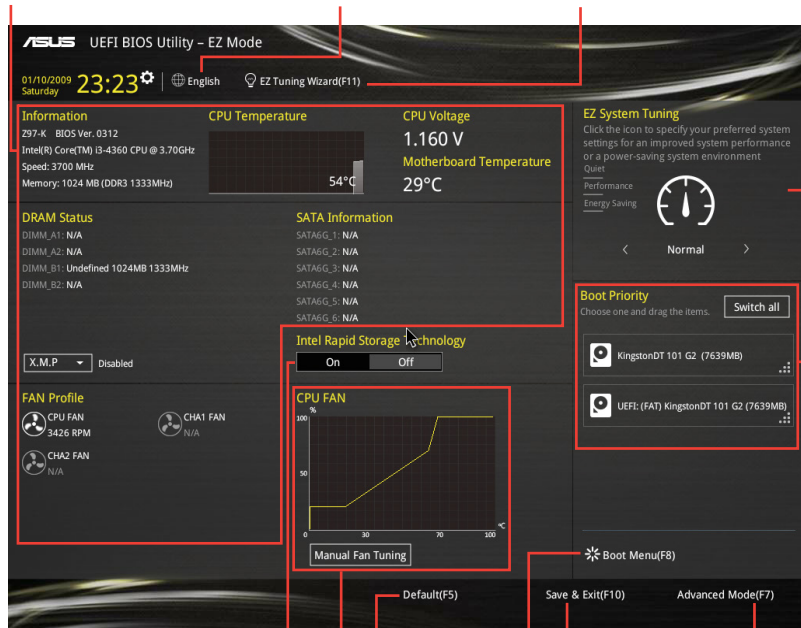 ASUS UEFI BIOS Utility – EZ Mode
01/10/2009
Saturday
23:23
English
EZ Tuning Wizard(F11)
Information
Z97-K BIOS Ver. 0312
Intel(R) Core(TM) i3-4360 CPU @ 3.70GHz
Speed: 3700 MHz
Memory: 1024 MB (DDR3 1333MHz)
CPU Temperature
54°C
CPU Voltage
1.160 V
Motherboard Temperature
29°C
EZ System Tuning
Click the icon to specify your preferred system
settings for an improved system performance
or a power-saving system environment
Quiet
Performance
Energy Saving
< Normal >
DRAM Status
DIMM_A1: N/A
DIMM_A2: N/A
DIMM_B1: Undefined 1024MB 1333MHz
DIMM_B2: N/A
X.M.P Disabled
SATA Information
SATA6G_1: N/A
SATA6G_2: N/A
SATA6G_3: N/A
SATA6G_4: N/A
SATA6G_5: N/A
SATA6G_6: N/A
Intel Rapid Storage Technology
On Off
Boot Priority
Choose one and drag the items.
Switch all
KingstonDT 101 G2 (7639MB)
UEFI: (FAT) KingstonDT 101 G2 (7639MB)
FAN Profile
CPU FAN
3426 RPM
CHA1 FAN
N/A
CHA2 FAN
N/A
CPU FAN
%
100
50
0 30 70 100
°C
Manual Fan Tuning
Boot Menu(F8)
Default(F5)
Save & Exit(F10)
Advanced Mode(F7)